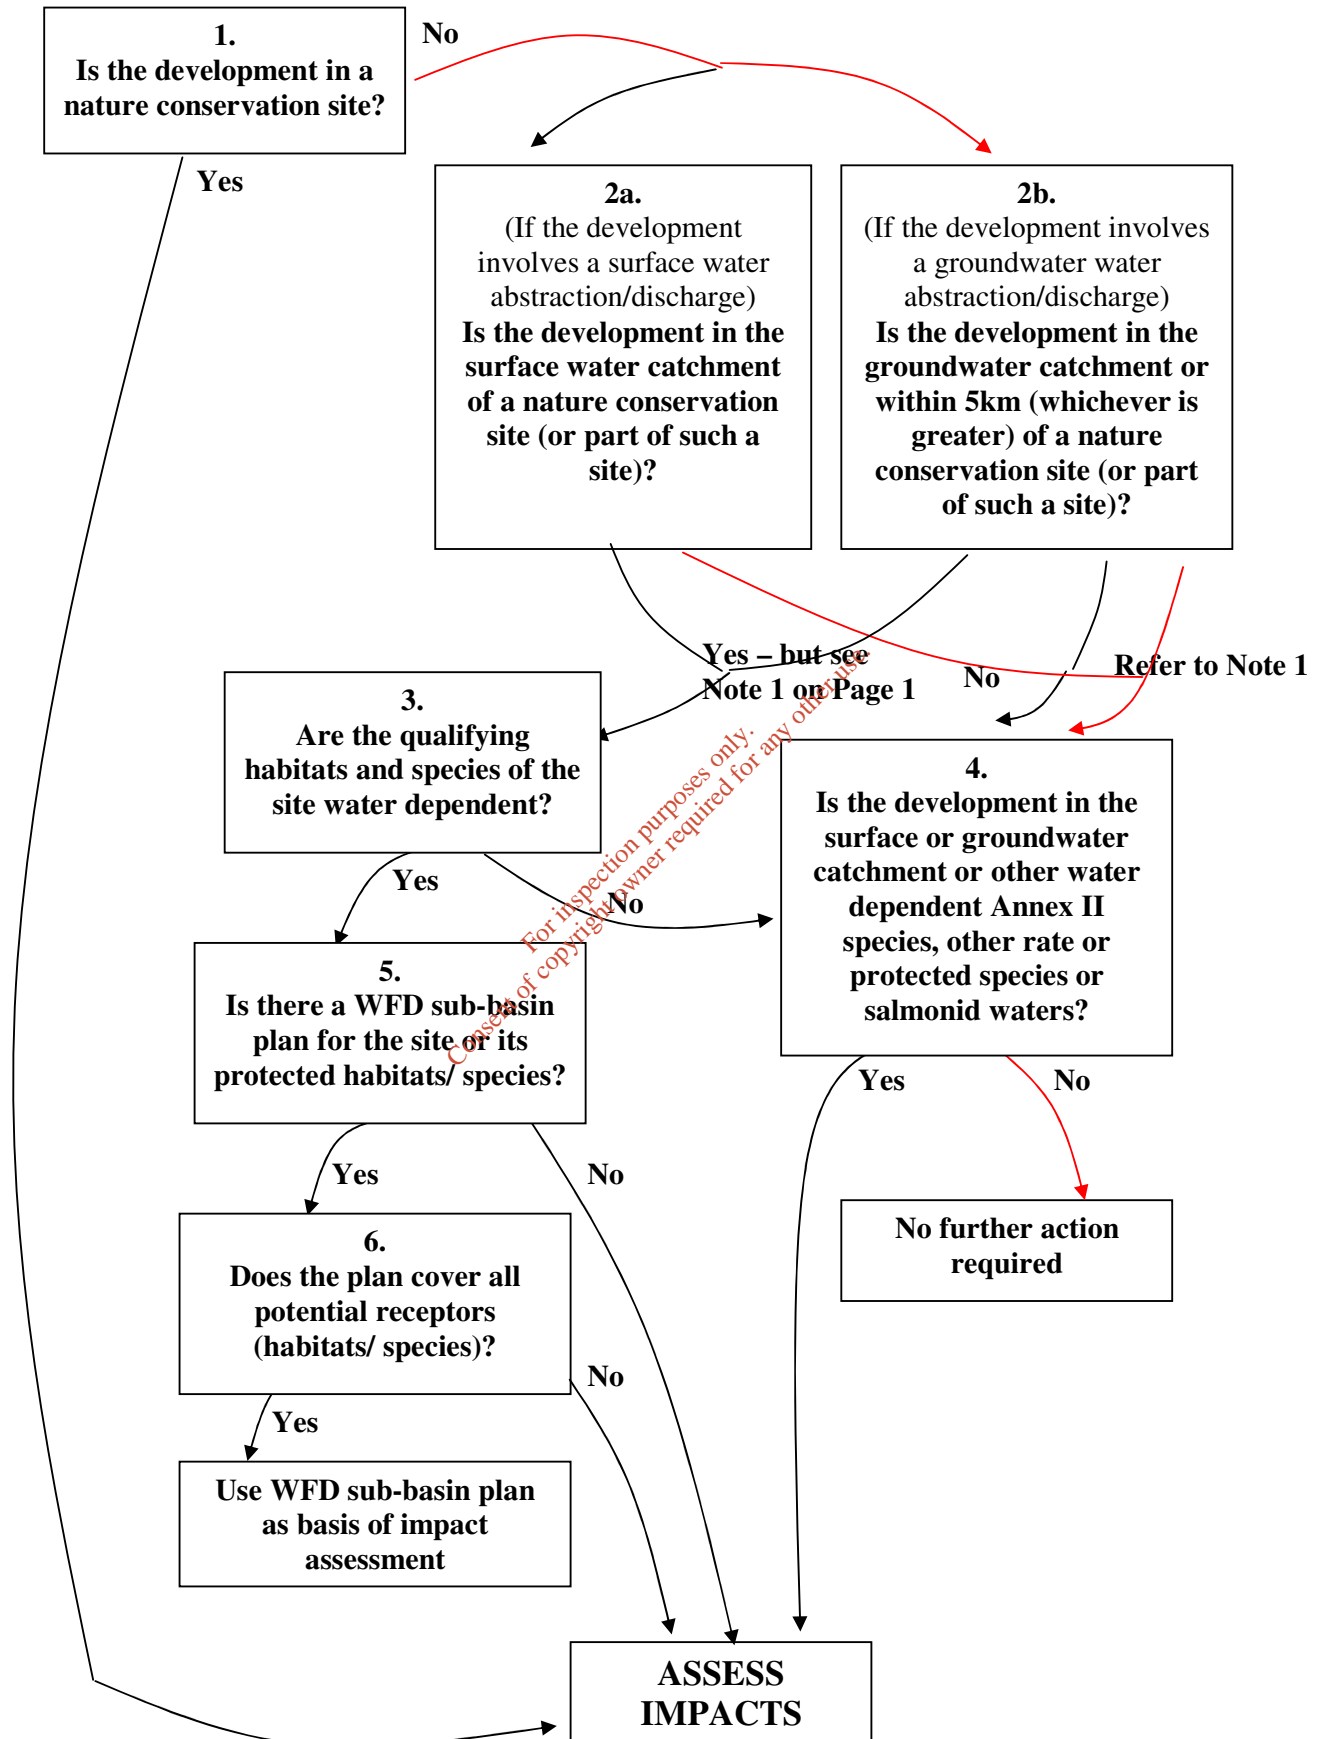 1.
Is the development in a
nature conservation site?
No
Yes
2a.
(If the development
involves a surface water
abstraction/discharge)
Is the development in the
surface water catchment
of a nature conservation
site (or part of such a
site)?
2b.
(If the development involves
a groundwater water
abstraction/discharge)
Is the development in the
groundwater catchment or
within 5km (whichever is
greater) of a nature
conservation site (or part
of such a site)?
Yes – but see
Note 1 on Page 1
No
Refer to Note 1
3.
Are the qualifying
habitats and species of the
site water dependent?
4.
Is the development in the
surface or groundwater
catchment or other water
dependent Annex II
species, other rate or
protected species or
salmonid waters?
Yes
No
For inspection purposes only.
Consent of copyright owner required for any other use.
5.
Is there a WFD sub-basin
plan for the site or its
protected habitats/ species?
Yes
No
Yes
No
No further action
required
6.
Does the plan cover all
potential receptors
(habitats/ species)?
No
Yes
Use WFD sub-basin plan
as basis of impact
assessment
ASSESS
IMPACTS